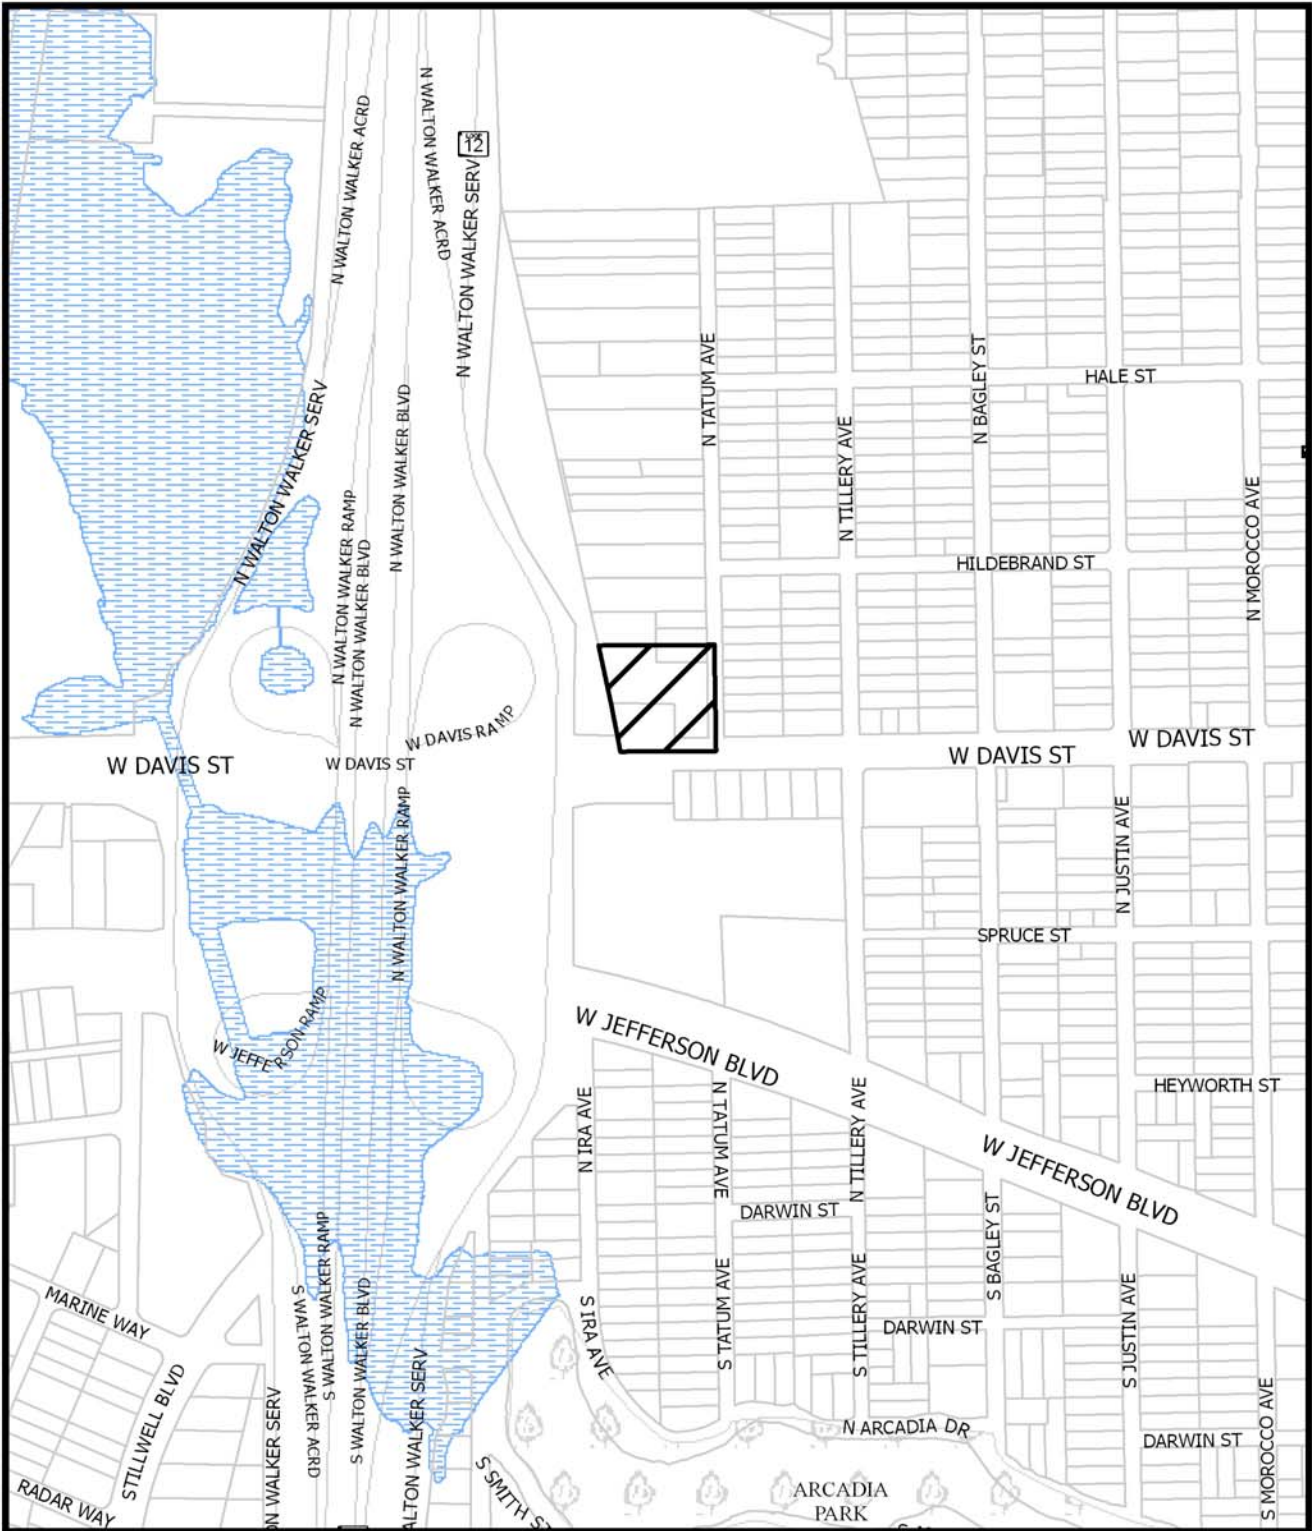 N WALTON WALKER ACRD
N WALTON WALKER ACRD
12
N WALTON WALKER SERV
N TATUM AVE
N BAGLEY ST
HALE ST
N WALTON WALKER SERV
N WALTON WALKER BLVD
N TILLERY AVE
N MOROCCO AVE
N WALTON WALKER RAMP
N WALTON WALKER BLVD
HILDEBRAND ST
W DAVIS RAMP
W DAVIS ST
W DAVIS ST
W DAVIS ST
W DAVIS ST
N WALTON WALKER RAMP
N JUSTIN AVE
SPRUCE ST
W JEFFERSON RAMP
W JEFFERSON BLVD
HEYWORTH ST
N IRA AVE
N TATUM AVE
N TILLERY AVE
W JEFFERSON BLVD
DARWIN ST
S BAGLEY ST
S WALTON WALKER RAMP
S WALTON WALKER ACRD
S WALTON WALKER BLVD
MARINE WAY
S IRA AVE
S TATUM AVE
S TILLERY AVE
DARWIN ST
S JUSTIN AVE
STILLWELL BLVD
ON WALKER SERV
ALTON WALKER SERV
N ARCADIA DR
DARWIN ST
S MOROCCO AVE
RADAR WAY
S SMITH ST
ARCADIA
PARK